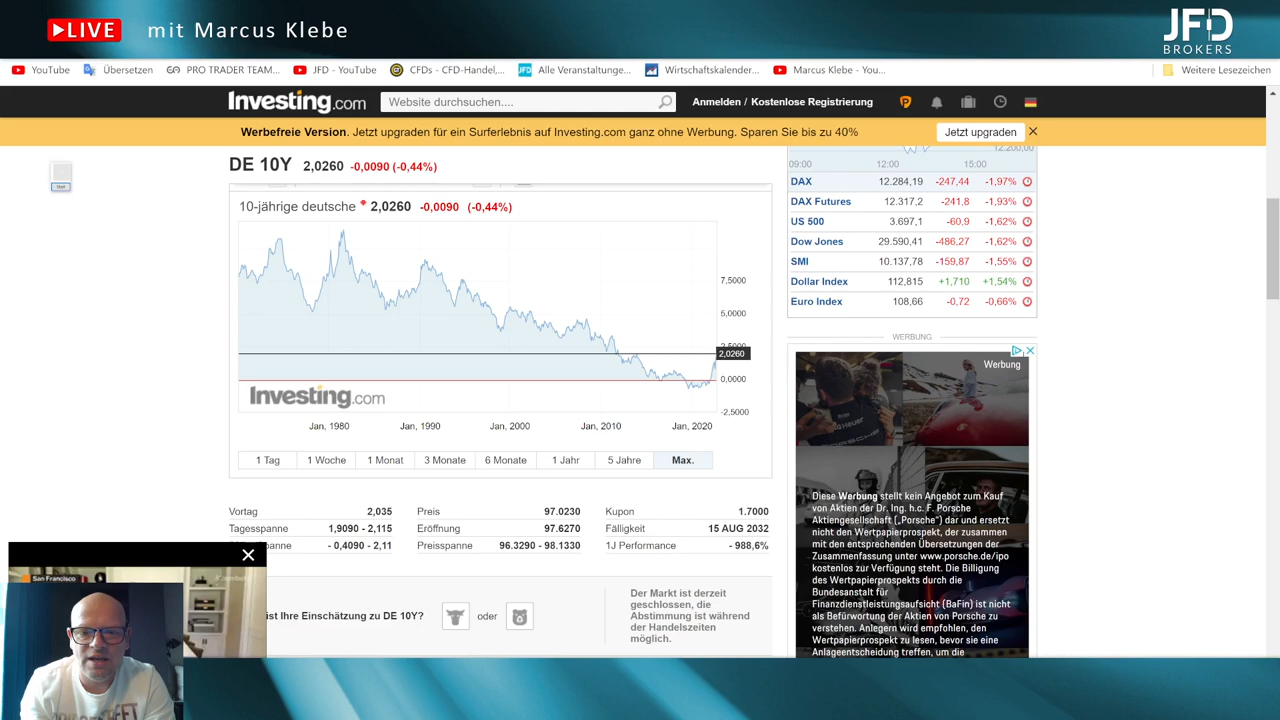 LIVE mit Marcus Klebe
JFD
BROKERS
YouTube Übersetzen PRO TRADER TEAM... JFD - YouTube CFDs - CFD-Handel,... Alle Veranstaltunge... Wirtschaftskalender... Marcus Klebe - You... Weitere Lesezeichen
Investing.com Website durchsuchen.... Anmelden / Kostenlose Registrierung
Werbefreie Version. Jetzt upgraden für ein Surferlebnis auf Investing.com ganz ohne Werbung. Sparen Sie bis zu 40% Jetzt upgraden
DE 10Y 2,0260 -0,0090 (-0,44%)
10-jährige deutsche 2,0260 -0,0090 (-0,44%)
7,5000
5,0000
2,0260
0,0000
-2,5000
Investing.com
Jan, 1980 Jan, 1990 Jan, 2000 Jan, 2010 Jan, 2020
1 Tag 1 Woche 1 Monat 3 Monate 6 Monate 1 Jahr 5 Jahre Max.
Vortag 2,035 Preis 97.0230 Kupon 1.7000
Tagesspanne 1,9090 - 2,115 Eröffnung 97.6270 Fälligkeit 15 AUG 2032
- 0,4090 - 2,11 Preisspanne 96.3290 - 98.1330 1J Performance - 988,6%
ist Ihre Einschätzung zu DE 10Y? oder
Der Markt ist derzeit
geschlossen, die
Abstimmung ist während
der Handelszeiten
möglich.
San Francisco
12.200,00
09:00 12:00 15:00
DAX 12.284,19 -247,44 -1,97%
DAX Futures 12.317,2 -241,8 -1,93%
US 500 3.697,1 -60,9 -1,62%
Dow Jones 29.590,41 -486,27 -1,62%
SMI 10.137,78 -159,87 -1,55%
Dollar Index 112,815 +1,710 +1,54%
Euro Index 108,66 -0,72 -0,66%
WERBUNG
Werbung
Diese Werbung stellt kein Angebot zum Kauf
von Aktien der Dr. Ing. h.c. F. Porsche
Aktiengesellschaft („Porsche") dar und ersetzt
nicht den Wertpapierprospekt, der zusammen
mit den entsprechenden Übersetzungen der
Zusammenfassung unter www.porsche.de/ipo
kostenlos zur Verfügung steht. Die Billigung
des Wertpapierprospekts durch die
Bundesanstalt für
Finanzdienstleistungsaufsicht (BaFin) ist nicht
als Befürwortung der Aktien von Porsche zu
verstehen. Anlegern wird empfohlen, den
Wertpapierprospekt zu lesen, bevor sie eine
Anlageentscheidung treffen, um die